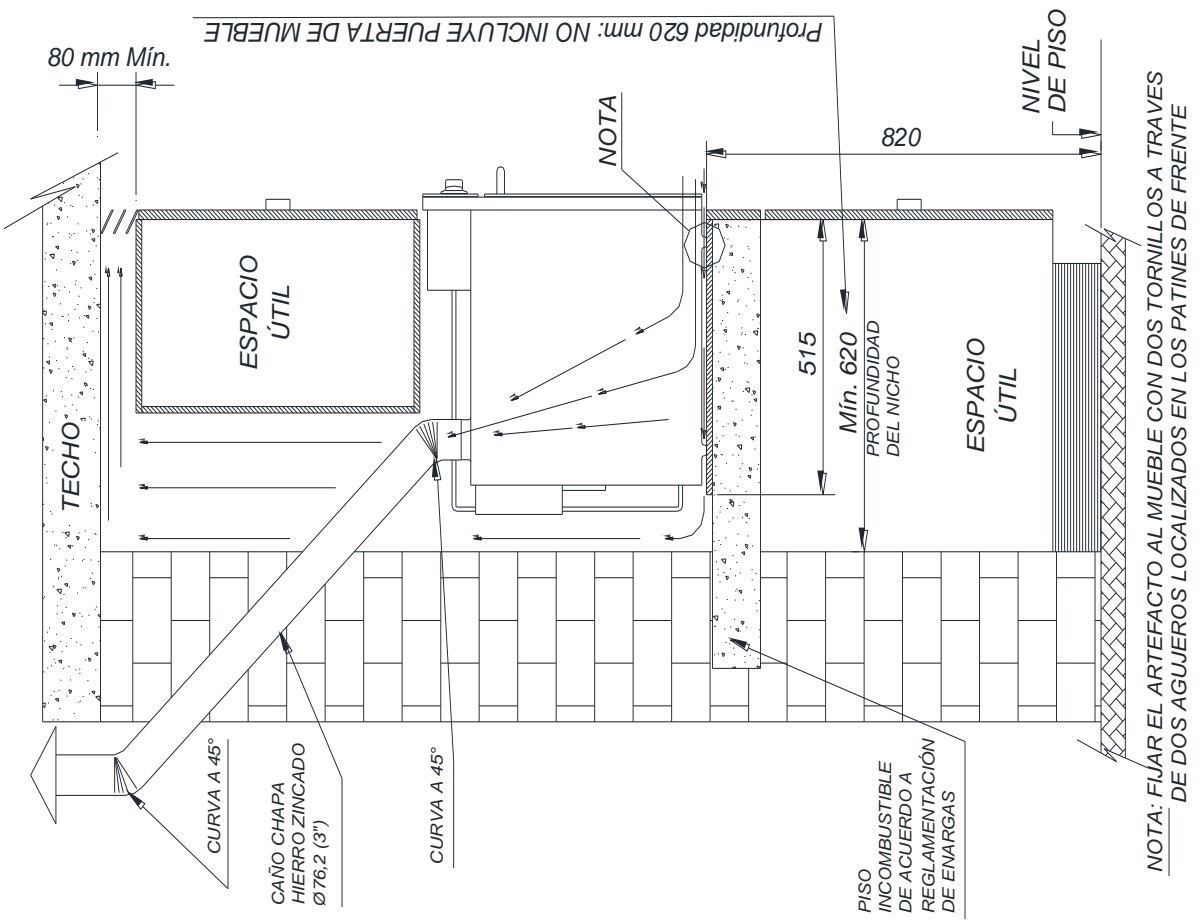 Profundidad 620 mm: NO INCLUYE PUERTA DE MUEBLE
80 mm Mín.
NOTA
NIVEL
DE PISO
820
TECHO
ESPACIO
ÚTIL
515
Mín. 620
PROFUNDIDAD
DEL NICHO
ESPACIO
ÚTIL
CURVA A 45°
CAÑO CHAPA
HIERRO ZINCADO
Ø76,2 (3")
CURVA A 45°
PISO
INCOMBUSTIBLE
DE ACUERDO A
REGLAMENTACIÓN
DE ENARGAS
NOTA: FIJAR EL ARTEFACTO AL MUEBLE CON DOS TORNILLOS A TRAVES
DE DOS AGUJEROS LOCALIZADOS EN LOS PATINES DE FRENTE